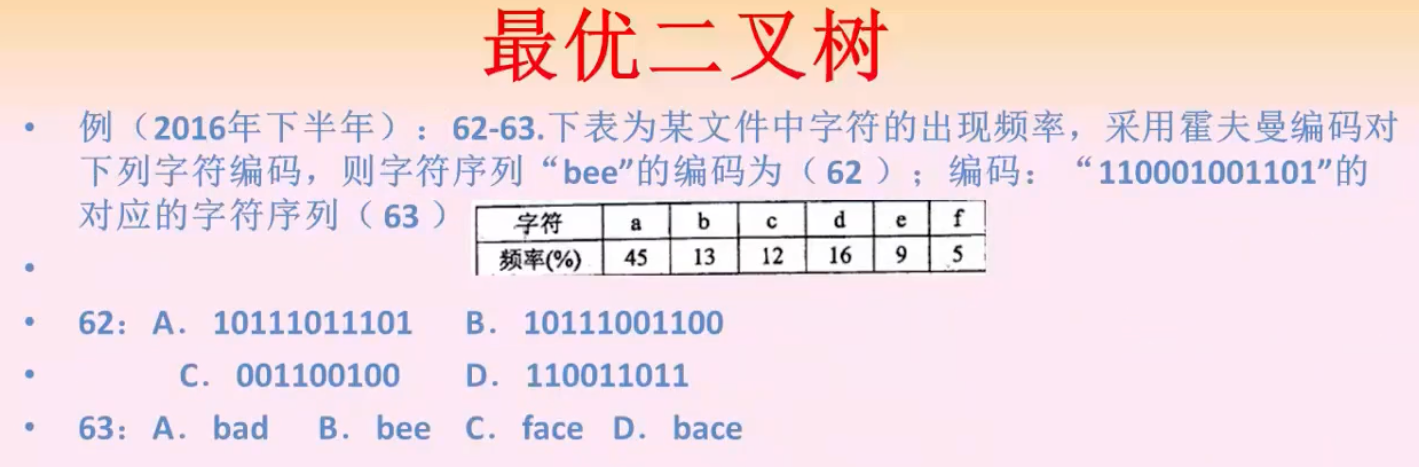 最优二叉树
• 例（2016年下半年）：62-63.下表为某文件中字符的出现频率，采用霍夫曼编码对
下列字符编码，则字符序列“bee”的编码为（ 62 ）；编码：“110001001101”的
对应的字符序列（ 63 ）
字符 a b c d e f
频率(%) 45 13 12 16 9 5
•
• 62：A．10111011101 B．10111001100
• C．001100100 D．110011011
• 63：A．bad B．bee C．face D．bace